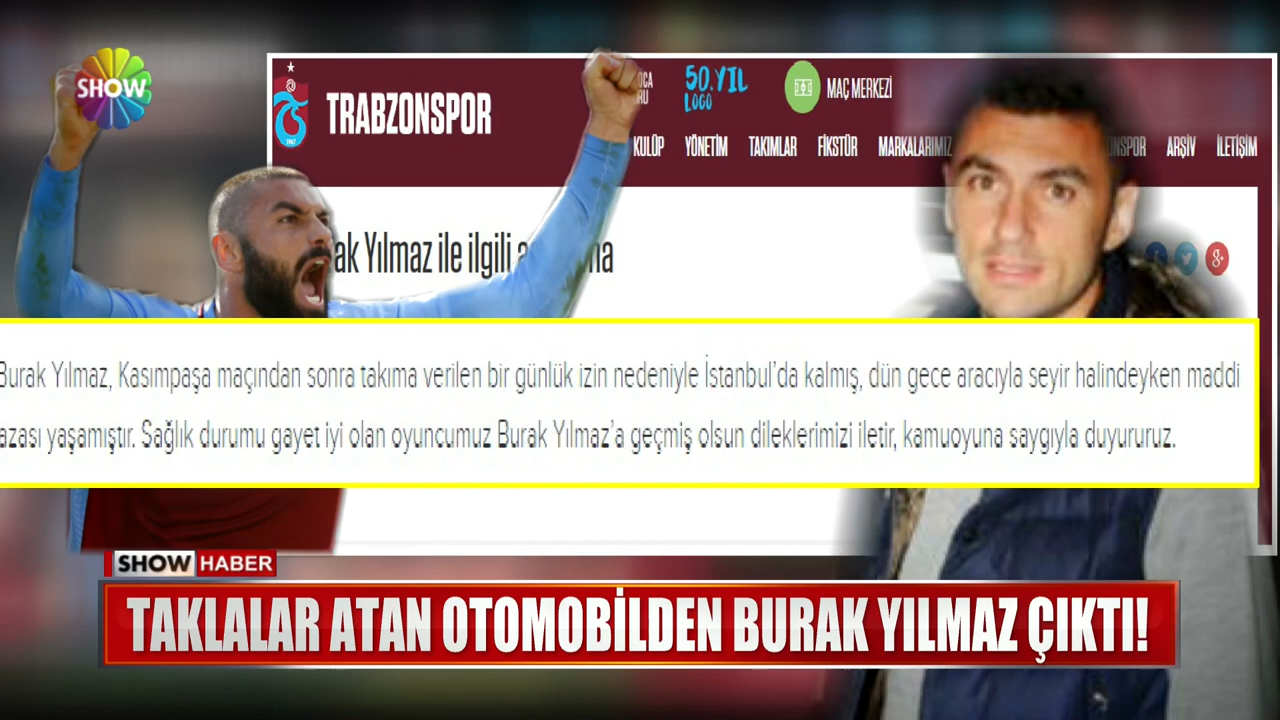 SHOW
TRABZONSPOR
50.YIL
LOGO
MAÇ MERKEZİ
KULÜP YÖNETİM TAKIMLAR FİKSTÜR MARKALARIMIZ ARŞİV İLETİŞİM
Yılmaz ile ilgili
Burak Yılmaz, Kasımpaşa maçından sonra takıma verilen bir günlük izin nedeniyle İstanbul'da kalmış, dün gece aracıyla seyir halindeyken maddi
yaşamıştır. Sağlık durumu gayet iyi olan oyuncumuz Burak Yılmaz'a geçmiş olsun dileklerimizi iletir, kamuoyuna saygıyla duyururuz.
SHOW HABER
TAKLALAR ATAN OTOMOBİLDEN BURAK YILMAZ ÇIKTI!